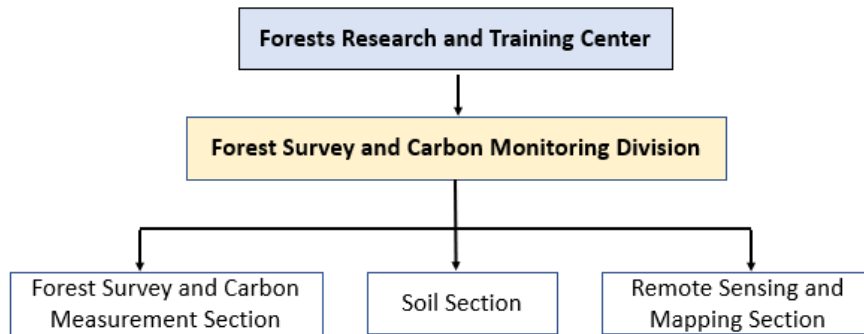 Forests Research and Training Center
Forest Survey and Carbon Monitoring Division
Forest Survey and Carbon
Measurement Section
Soil Section
Remote Sensing and
Mapping Section